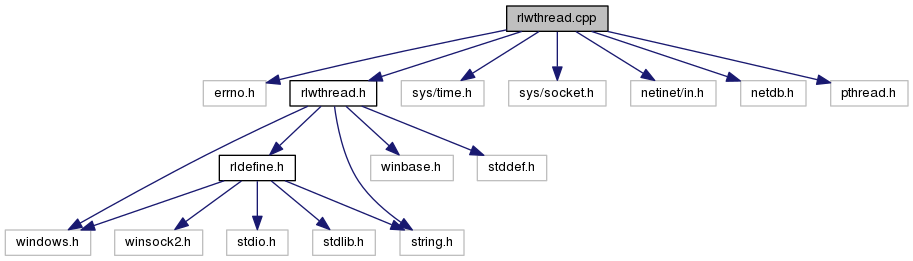 rlwthread.cpp
errno.h
rlwthread.h
sys/time.h
sys/socket.h
netinet/in.h
netdb.h
pthread.h
rldefine.h
winbase.h
stddef.h
windows.h
winsock2.h
stdio.h
stdlib.h
string.h